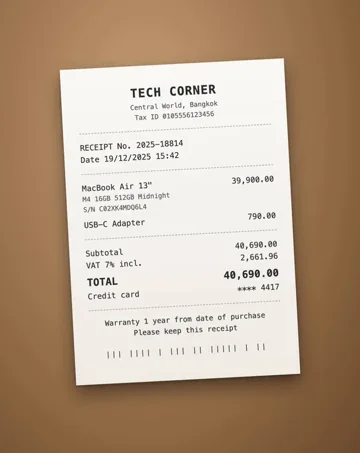 TECH CORNER
Central World, Bangkok
Tax ID 0105556123456
RECEIPT No. 2025-18814
Date 19/12/2025 15:42
MacBook Air 13" 39,900.00
M4 16GB 512GB Midnight
S/N C02XK4MDQ6L4
USB-C Adapter 790.00
Subtotal 40,690.00
VAT 7% incl. 2,661.96
TOTAL 40,690.00
Credit card **** 4417
Warranty 1 year from date of purchase
Please keep this receipt